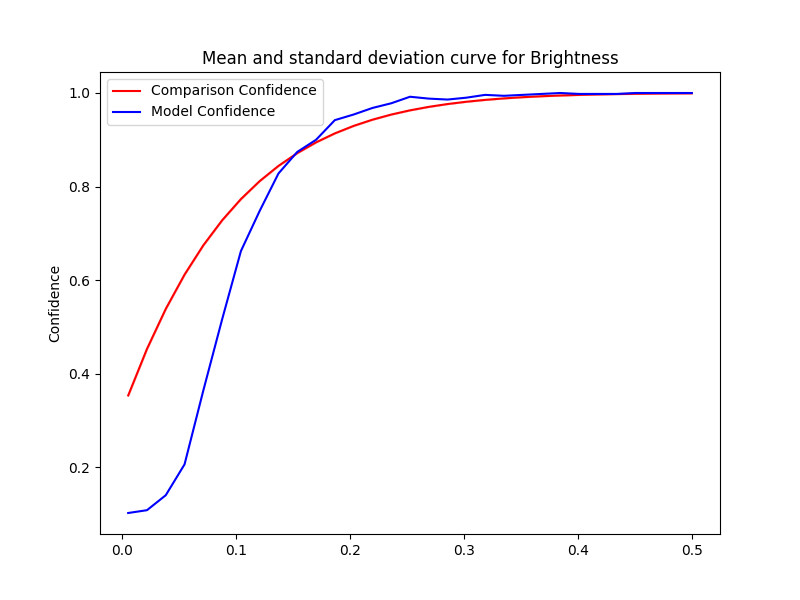 Mean and standard deviation curve for Brightness
Comparison Confidence
Model Confidence
Confidence
1.0
0.8
0.6
0.4
0.2
0.0 0.1 0.2 0.3 0.4 0.5